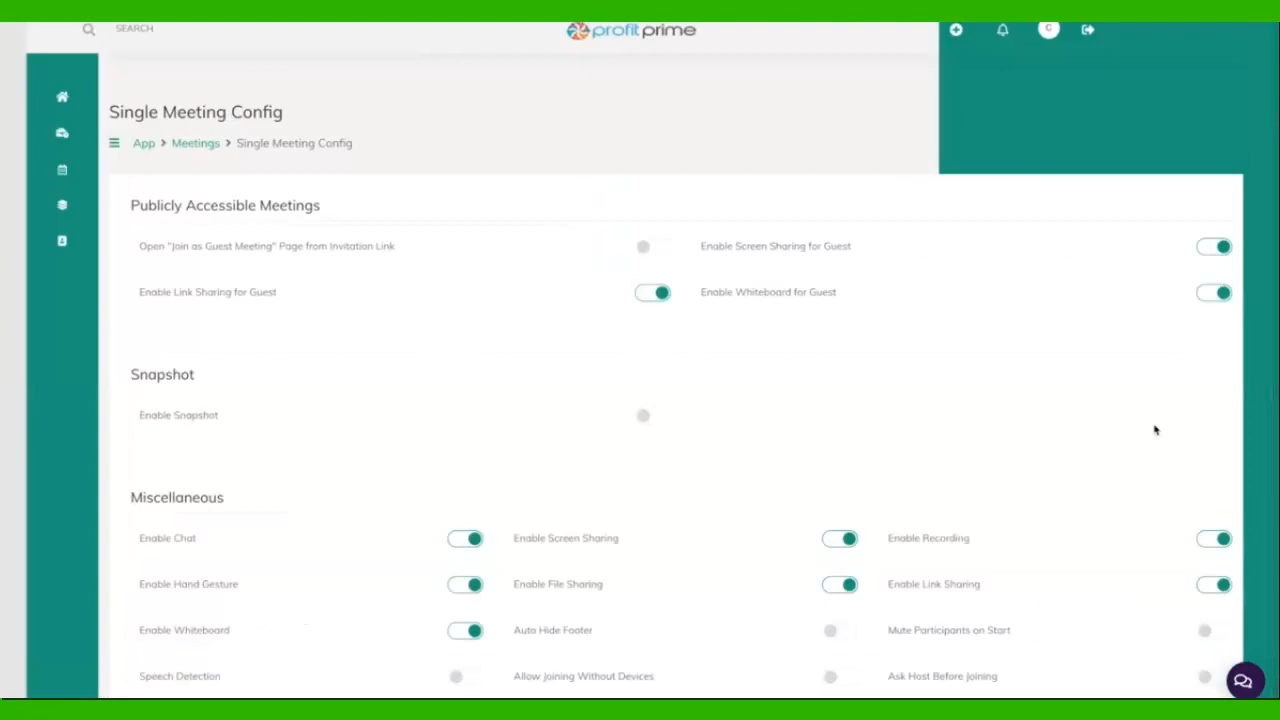 SEARCH
profitprime
C
Single Meeting Config
App > Meetings > Single Meeting Config
Publicly Accessible Meetings
Open "Join as Guest Meeting" Page from Invitation Link
Enable Screen Sharing for Guest
Enable Link Sharing for Guest
Enable Whiteboard for Guest
Snapshot
Enable Snapshot
Miscellaneous
Enable Chat
Enable Screen Sharing
Enable Recording
Enable Hand Gesture
Enable File Sharing
Enable Link Sharing
Enable Whiteboard
Auto Hide Footer
Mute Participants on Start
Speech Detection
Allow Joining Without Devices
Ask Host Before Joining